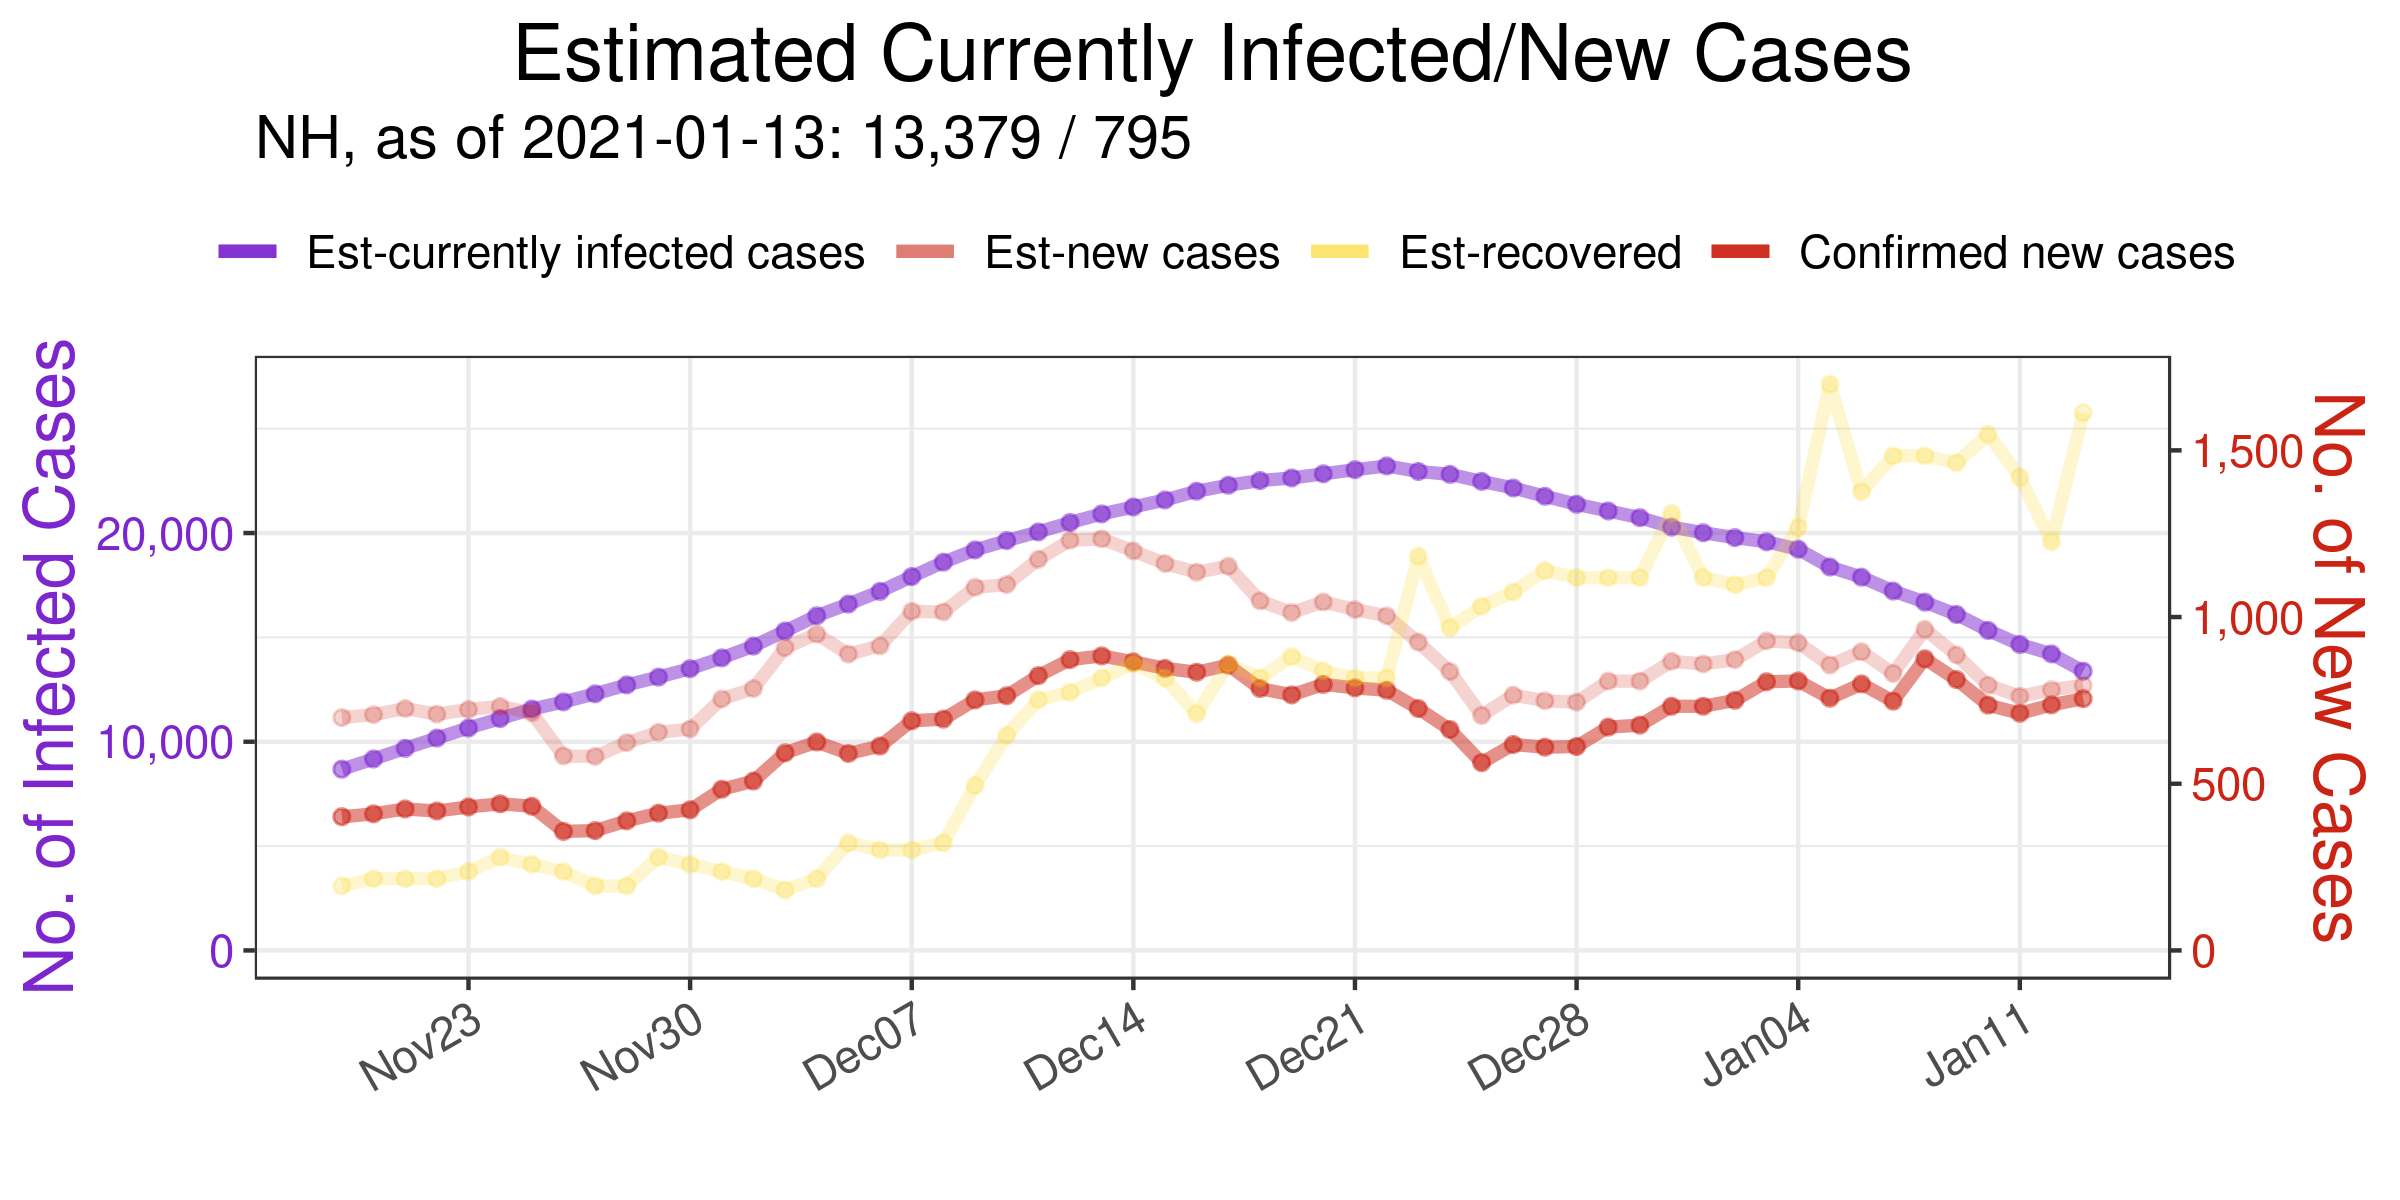 Estimated Currently Infected/New Cases
NH, as of 2021-01-13: 13,379 / 795
Est-currently infected cases Est-new cases Est-recovered Confirmed new cases
No. of Infected Cases
20,000
10,000
0
No. of New Cases
1,500
1,000
500
0
Nov23 Nov30 Dec07 Dec14 Dec21 Dec28 Jan04 Jan11